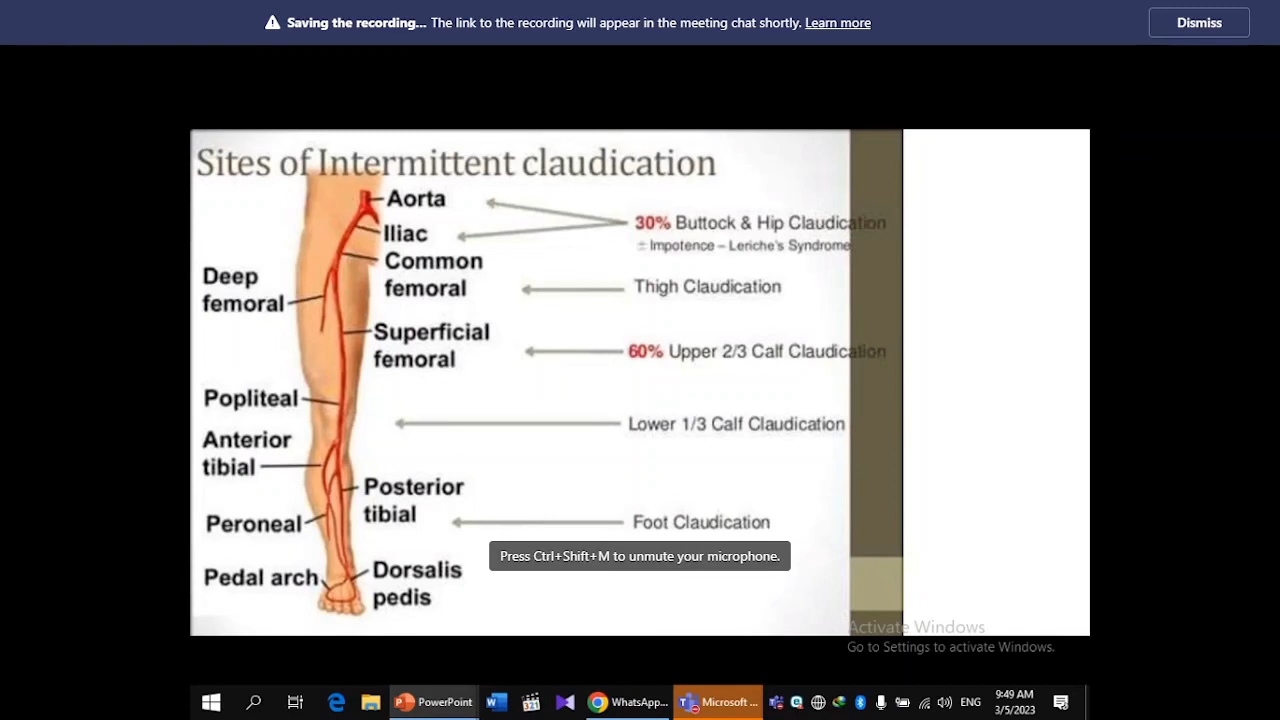 Saving the recording... The link to the recording will appear in the meeting chat shortly. Learn more
Dismiss
Sites of Intermittent claudication
Aorta
Iliac
Common
femoral
Deep
femoral
Superficial
femoral
Popliteal
Anterior
tibial
Posterior
tibial
Peroneal
Pedal arch
Dorsalis
pedis
30% Buttock & Hip Claudication
± Impotence – Leriche's Syndrome
Thigh Claudication
60% Upper 2/3 Calf Claudication
Lower 1/3 Calf Claudication
Foot Claudication
Press Ctrl+Shift+M to unmute your microphone.
Activate Windows
Go to Settings to activate Windows.
PowerPoint
WhatsApp...
Microsoft ...
ENG
9:49 AM
3/5/2023